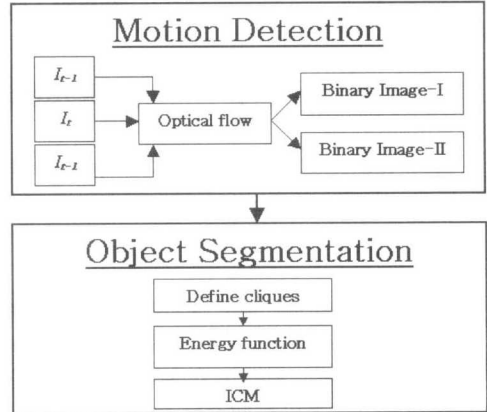 Motion Detection
I_{t-1}
I_t
I_{t-1}
Optical flow
Binary Image-I
Binary Image-II
Object Segmentation
Define cliques
Energy function
ICM